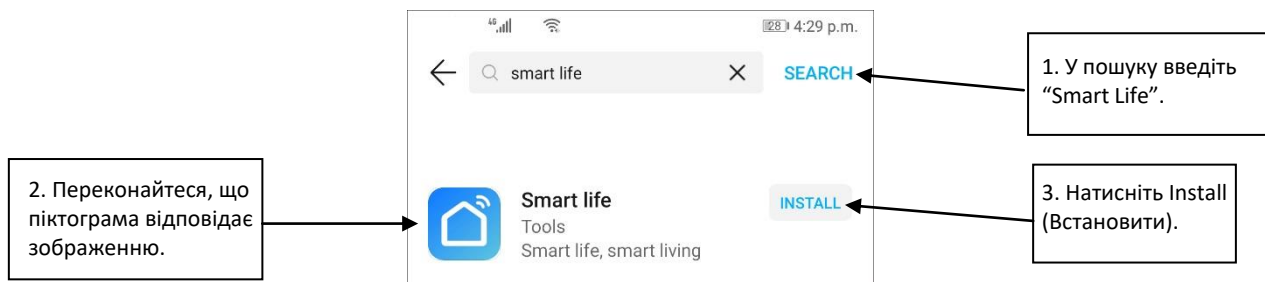 4G 28 4:29 p.m.
smart life SEARCH
1. У пошуку введіть
“Smart Life”.
2. Переконайтеся, що
піктограма відповідає
зображенню.
Smart life
Tools
Smart life, smart living
INSTALL
3. Натисніть Install
(Встановити).